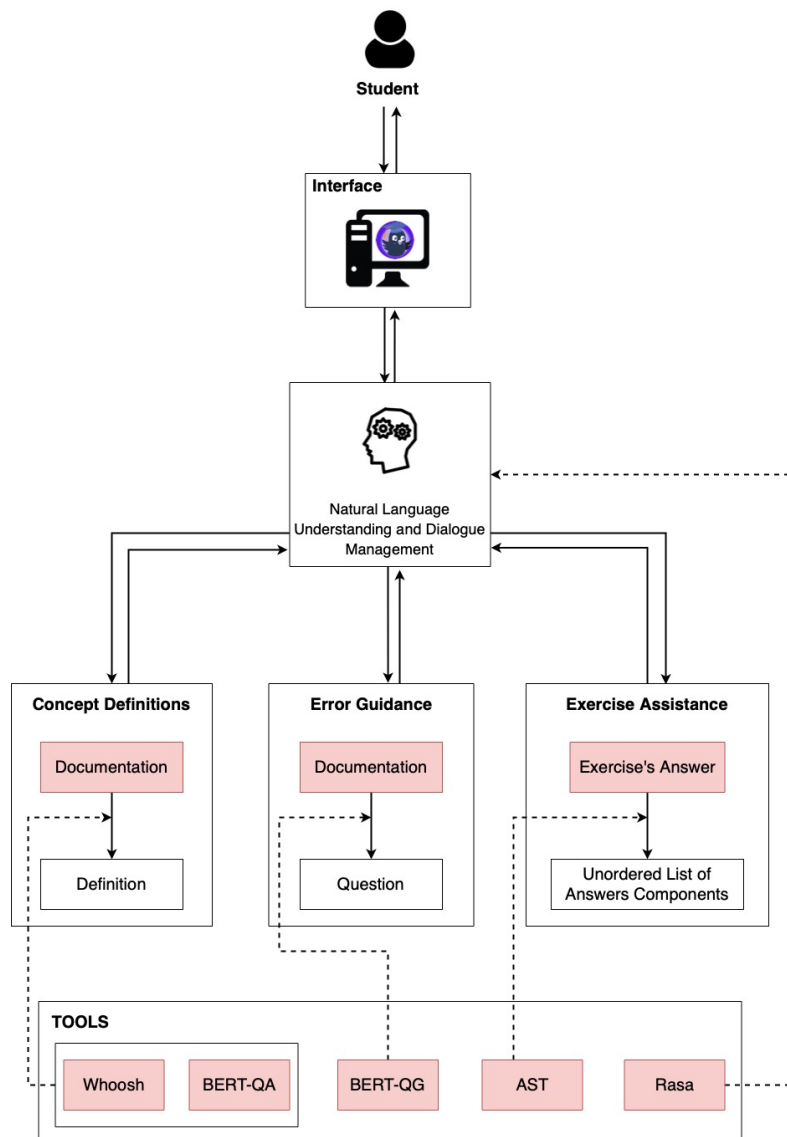 Student
Interface
Natural Language
Understanding and Dialogue
Management
Concept Definitions
Documentation
Definition
Error Guidance
Documentation
Question
Exercise Assistance
Exercise's Answer
Unordered List of
Answers Components
TOOLS
Whoosh
BERT-QA
BERT-QG
AST
Rasa